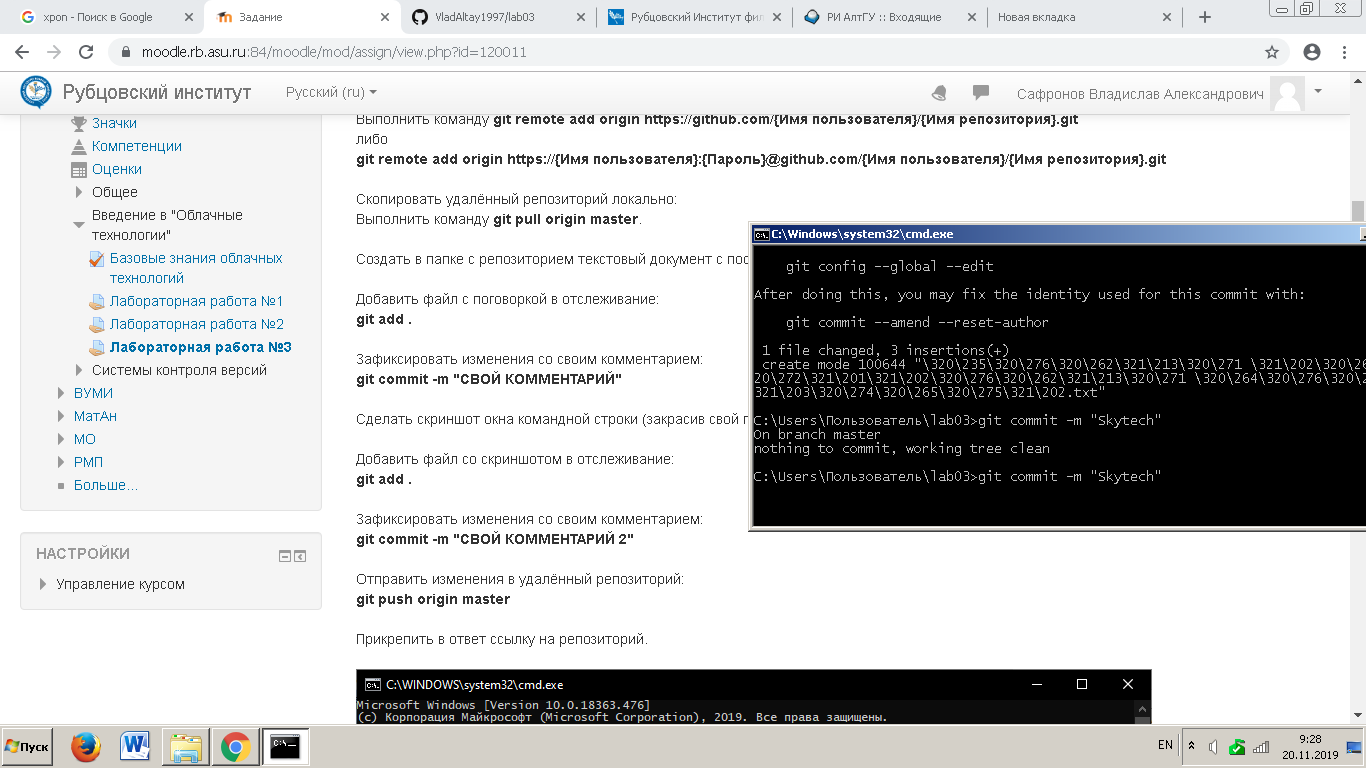 xpon - Поиск в Google
Задание
VladAltay1997/lab03
Рубцовский Институт фил
РИ АлтГУ :: Входящие
Новая вкладка
moodle.rb.asu.ru:84/moodle/mod/assign/view.php?id=120011
Рубцовский институт
Русский (ru)
Сафронов Владислав Александрович
Значки
Компетенции
Оценки
Общее
Введение в "Облачные
технологии"
Базовые знания облачных
технологий
Лабораторная работа №1
Лабораторная работа №2
Лабораторная работа №3
Системы контроля версий
ВУМИ
МатАн
МО
РМП
Больше...
НАСТРОЙКИ
Управление курсом
Выполнить команду git remote add origin https://github.com/{Имя пользователя}/{Имя репозитория}.git
либо
git remote add origin https://{Имя пользователя}:{Пароль}@github.com/{Имя пользователя}/{Имя репозитория}.git
Скопировать удалённый репозиторий локально:
Выполнить команду git pull origin master.
Создать в папке с репозиторием текстовый документ с пос
Добавить файл с поговоркой в отслеживание:
git add .
Зафиксировать изменения со своим комментарием:
git commit -m "СВОЙ КОММЕНТАРИЙ"
Сделать скриншот окна командной строки (закрасив свой п
Добавить файл со скриншотом в отслеживание:
git add .
Зафиксировать изменения со своим комментарием:
git commit -m "СВОЙ КОММЕНТАРИЙ 2"
Отправить изменения в удалённый репозиторий:
git push origin master
Прикрепить в ответ ссылку на репозиторий.
C:\WINDOWS\system32\cmd.exe
Microsoft Windows [Version 10.0.18363.476]
(c) Корпорация Майкрософт (Microsoft Corporation), 2019. Все права защищены.
C:\Windows\system32\cmd.exe
git config --global --edit
After doing this, you may fix the identity used for this commit with:
git commit --amend --reset-author
1 file changed, 3 insertions(+)
create mode 100644 "\320\235\320\276\320\262\321\213\320\271 \321\202\320\26
20\272\321\201\321\202\320\276\320\262\321\213\320\271 \320\264\320\276\320\2
321\203\320\274\320\265\320\275\321\202.txt"
C:\Users\Пользователь\lab03>git commit -m "Skytech"
On branch master
nothing to commit, working tree clean
C:\Users\Пользователь\lab03>git commit -m "Skytech"
Пуск
EN
9:28
20.11.2019